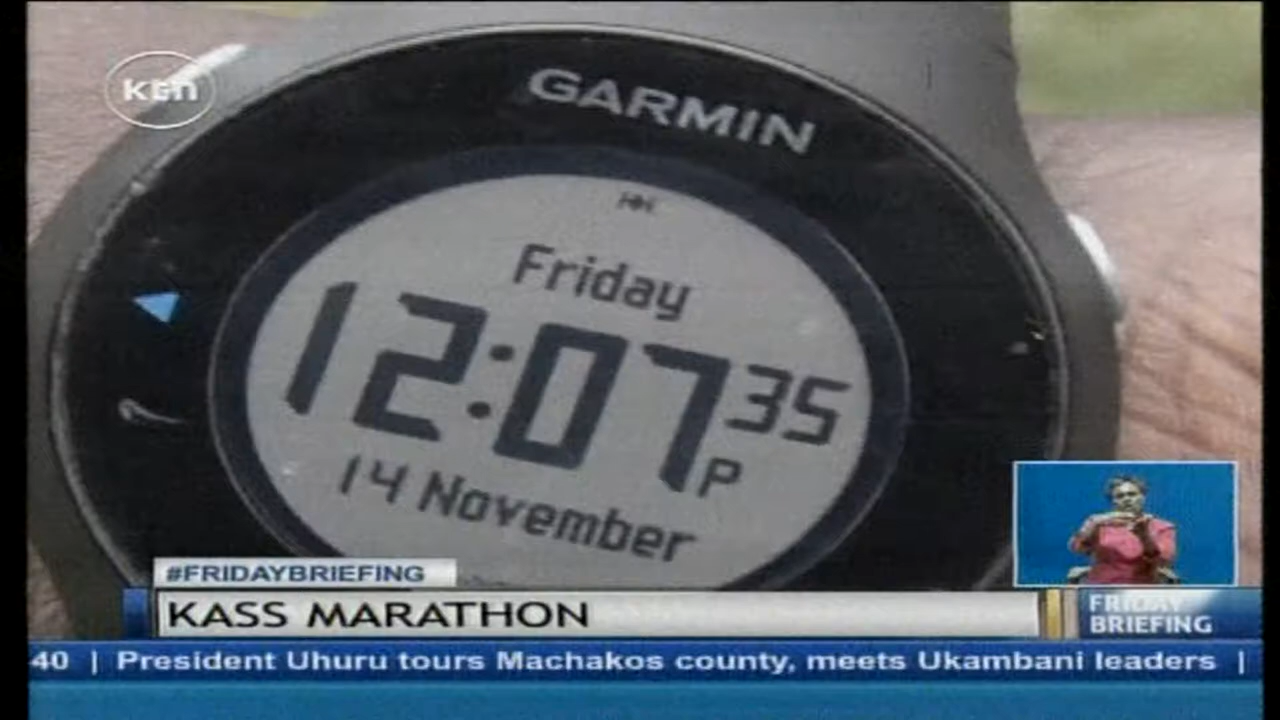 KTN
GARMIN
Friday
12:07 35
P
14 November
#FRIDAYBRIEFING
KASS MARATHON
FRIDAY
BRIEFING
40 | President Uhuru tours Machakos county, meets Ukambani leaders |